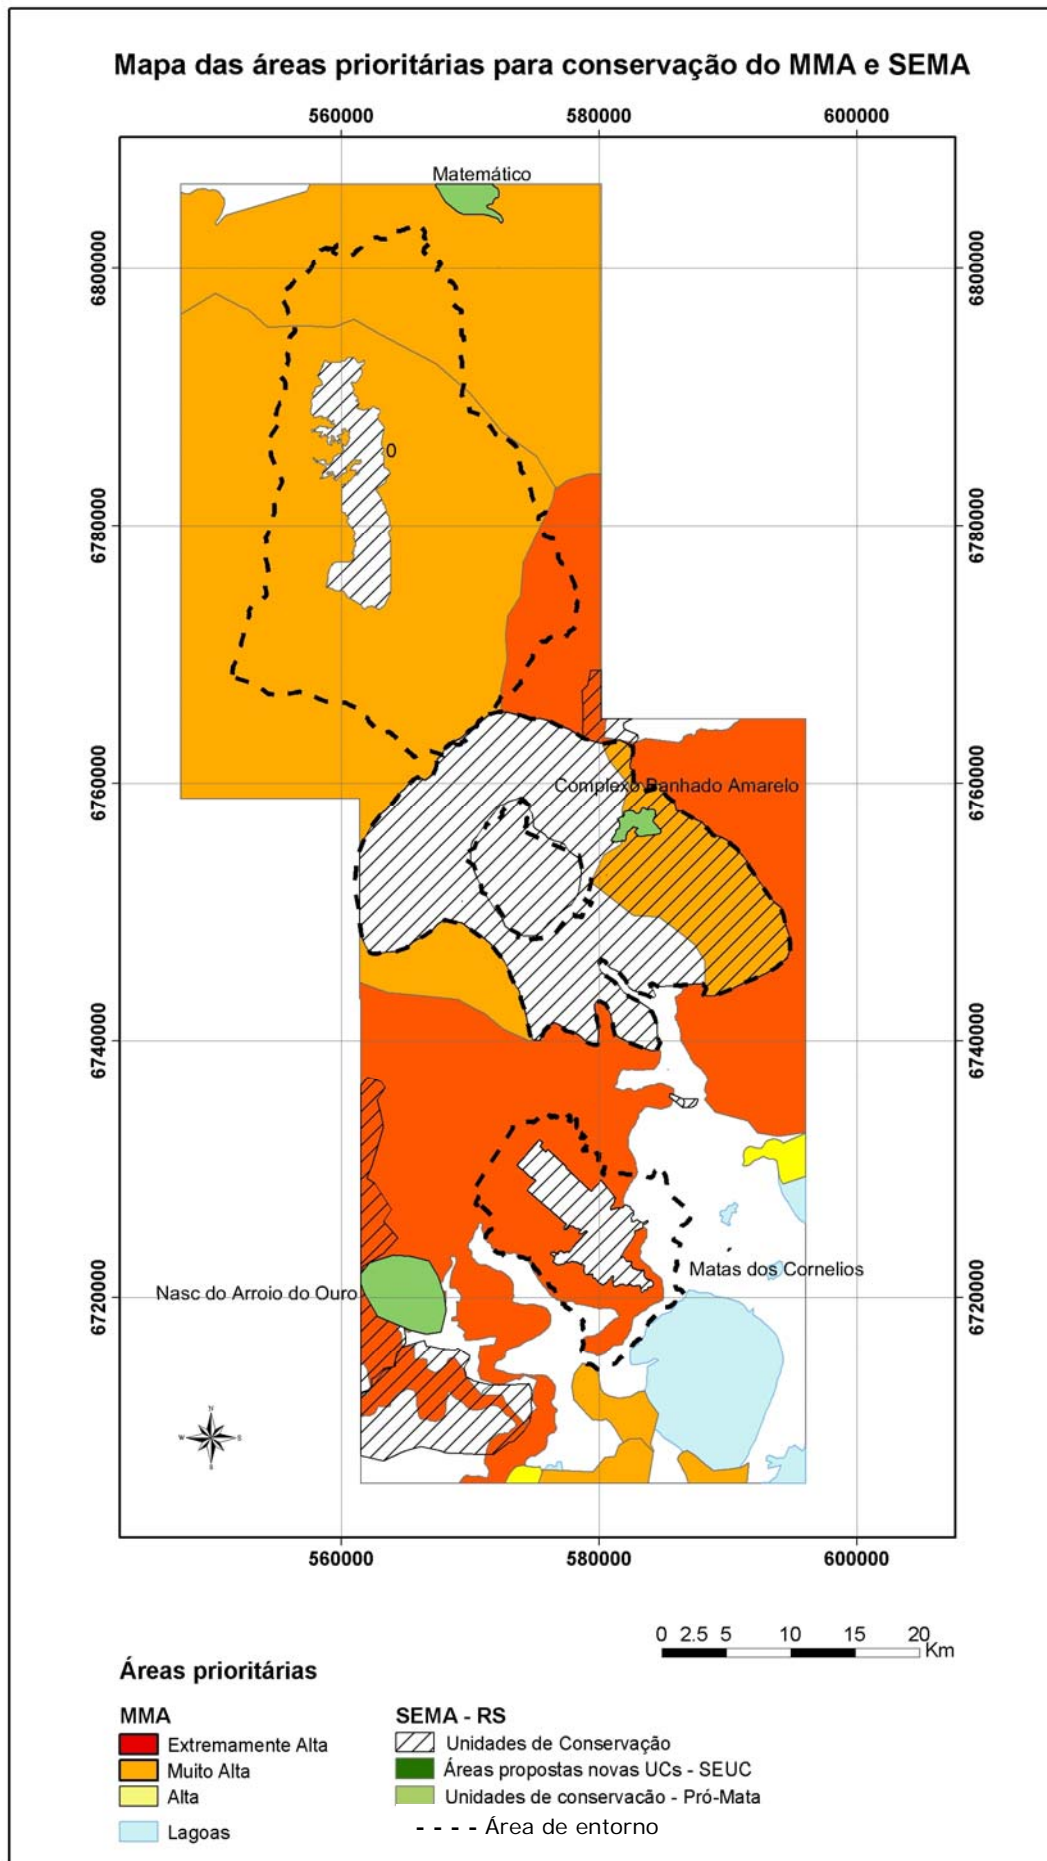 Mapa das áreas prioritárias para conservação do MMA e SEMA
560000 580000 600000
Matemático
6800000 6800000
0
6780000 6780000
6760000 6760000
Complexo Banhado Amarelo
6740000 6740000
Matas dos Cornelios
Nasc do Arroio do Ouro
6720000 6720000
N
W S
S
560000 580000 600000
0 2.5 5 10 15 20
Km
Áreas prioritárias
MMA SEMA - RS
Extremamente Alta Unidades de Conservação
Muito Alta Áreas propostas novas UCs - SEUC
Alta Unidades de conservacão - Pró-Mata
Lagoas - - - - Área de entorno